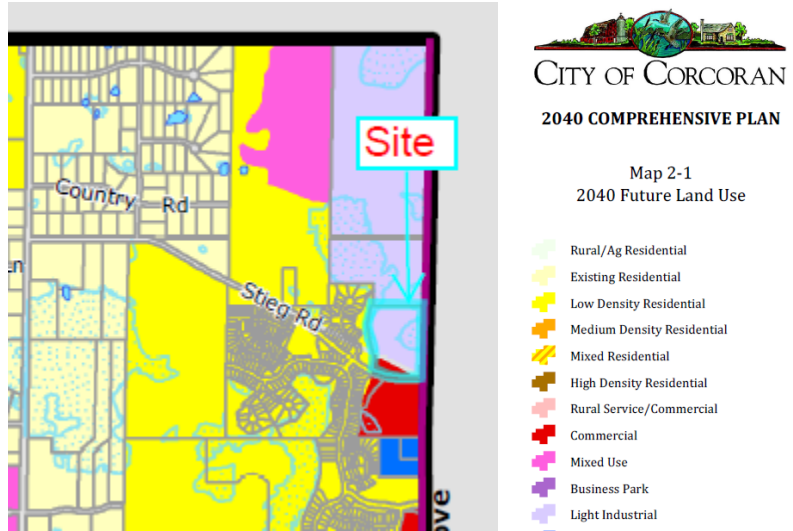 Site
Country Rd
Ln
Stieg Rd
ove
CITY OF CORCORAN
2040 COMPREHENSIVE PLAN
Map 2-1
2040 Future Land Use
Rural/Ag Residential
Existing Residential
Low Density Residential
Medium Density Residential
Mixed Residential
High Density Residential
Rural Service/Commercial
Commercial
Mixed Use
Business Park
Light Industrial